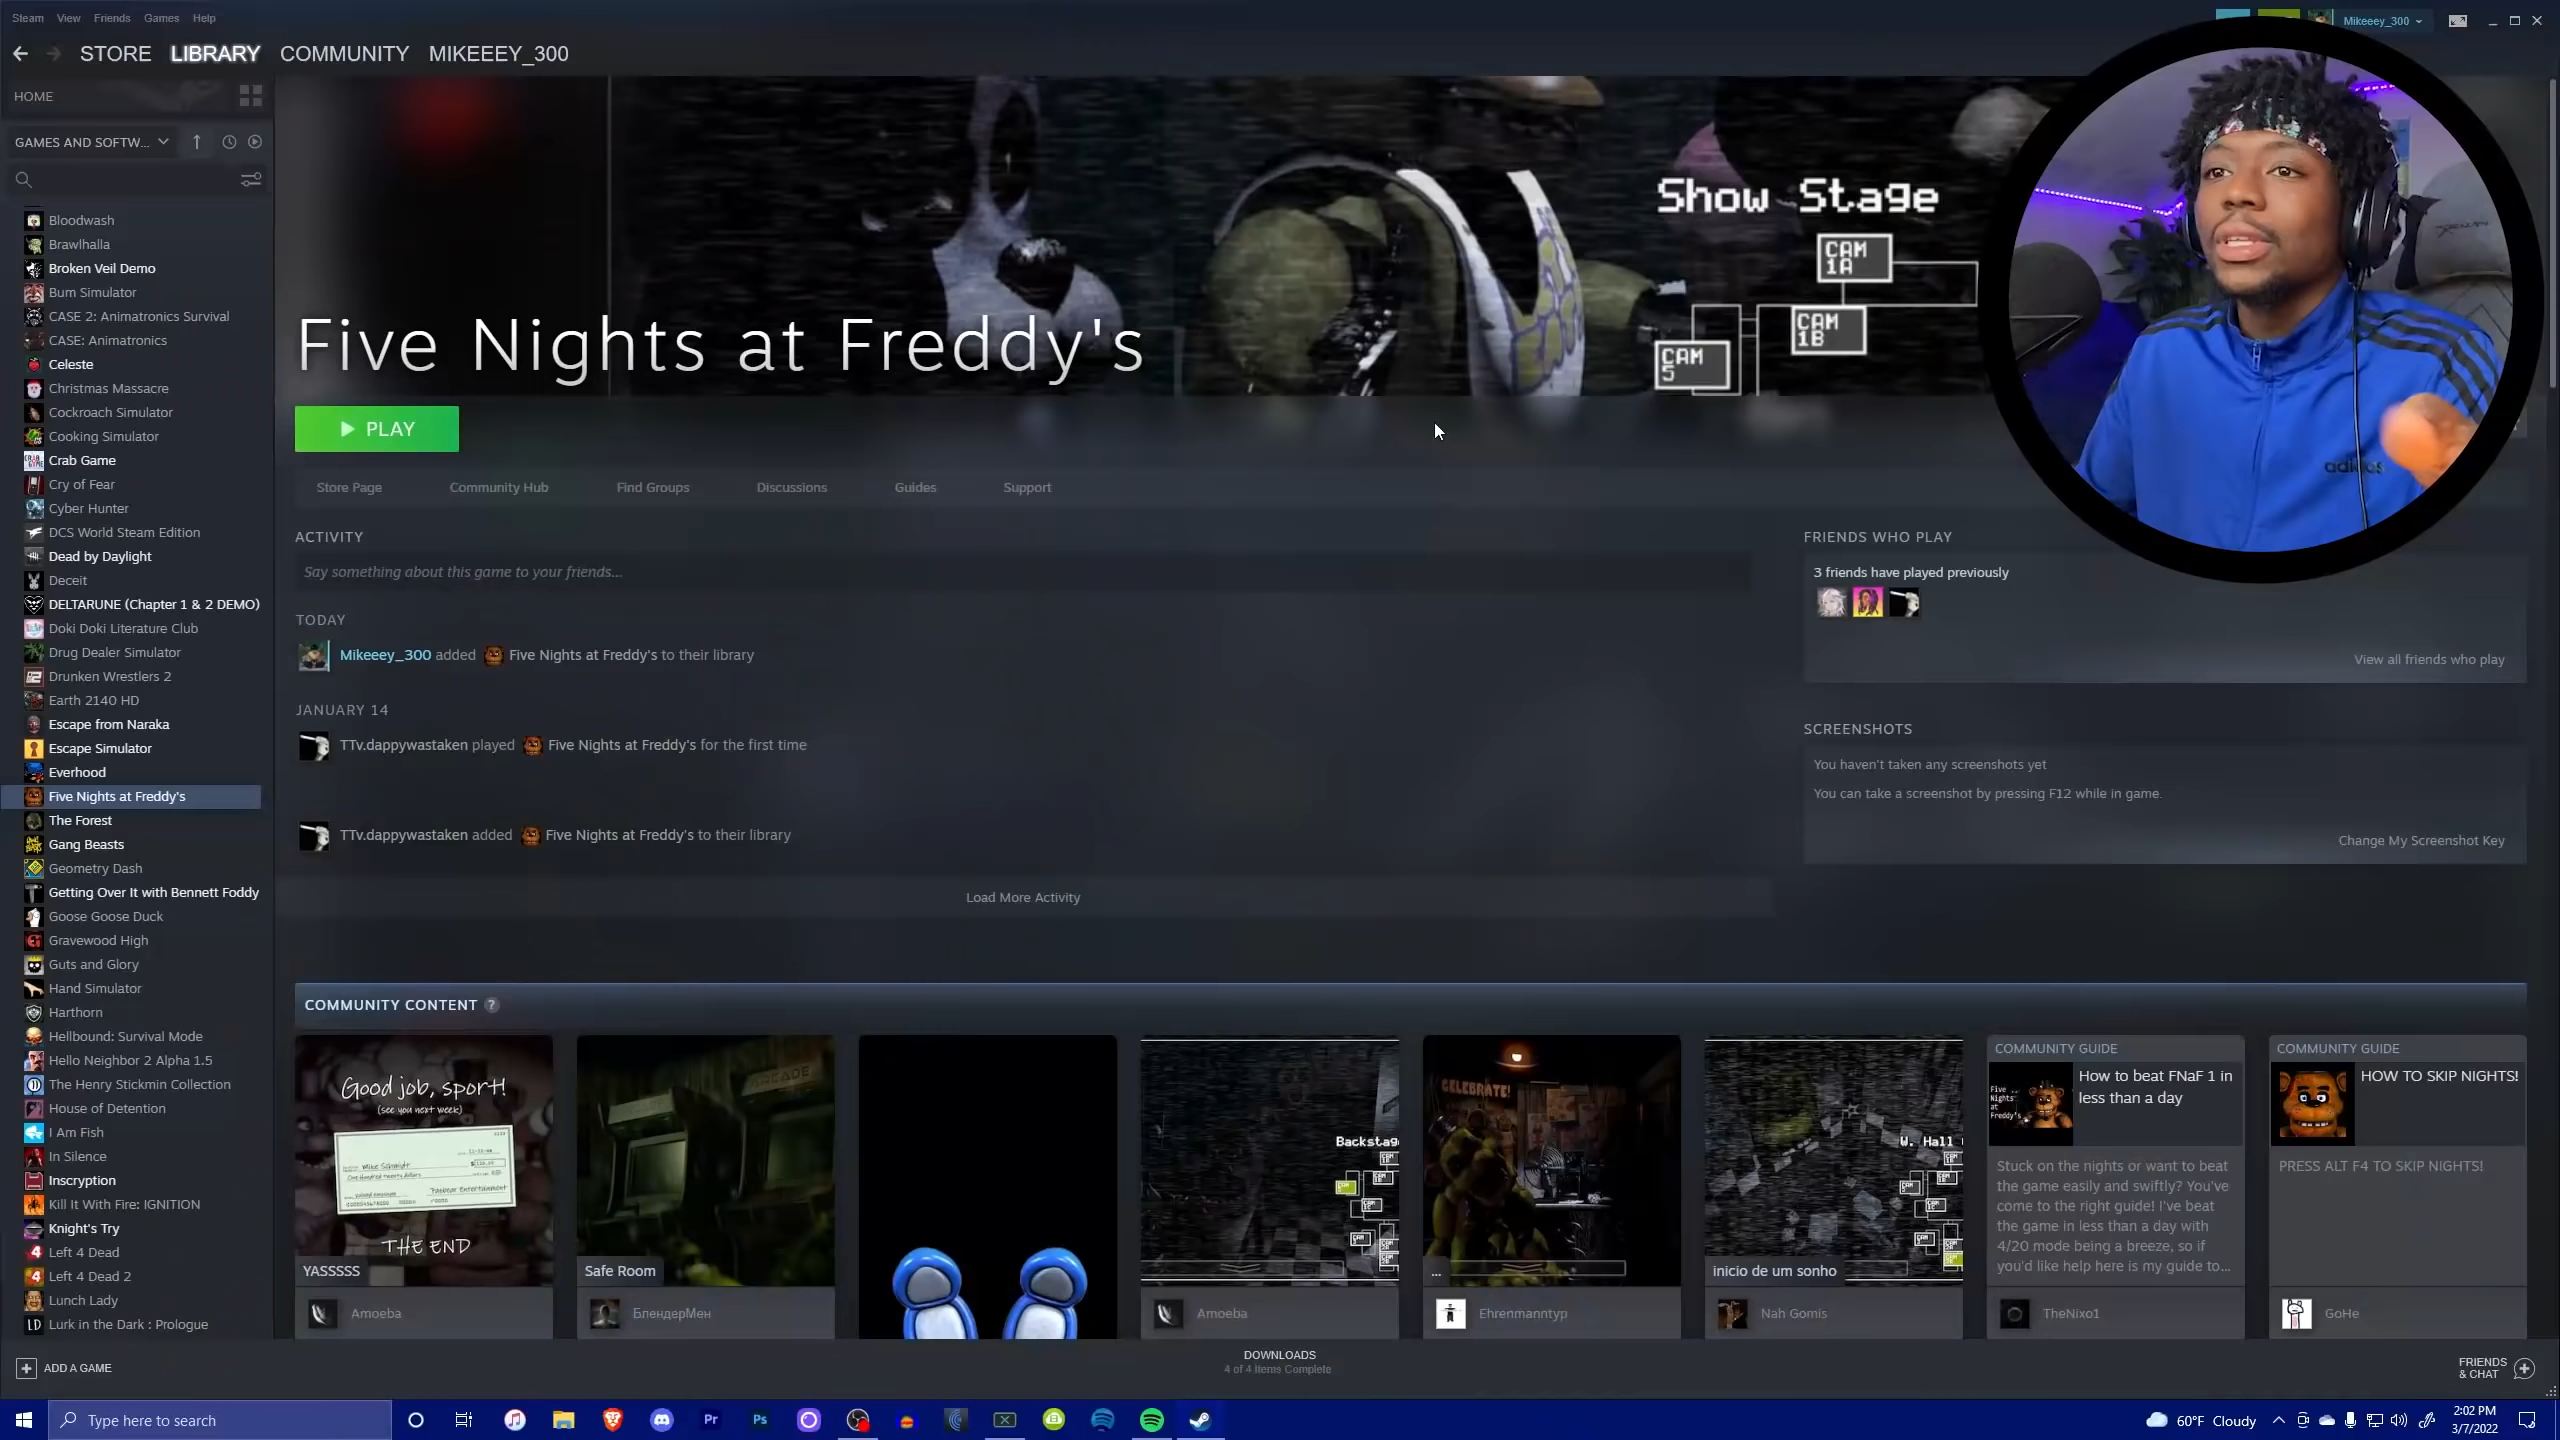 Steam View Friends Games Help
Mikeeey_300
STORE LIBRARY COMMUNITY MIKEEEY_300
HOME
GAMES AND SOFTW...
Bloodwash
Brawlhalla
Broken Veil Demo
Bum Simulator
CASE 2: Animatronics Survival
CASE: Animatronics
Celeste
Christmas Massacre
Cockroach Simulator
Cooking Simulator
Crab Game
Cry of Fear
Cyber Hunter
DCS World Steam Edition
Dead by Daylight
Deceit
DELTARUNE (Chapter 1 & 2 DEMO)
Doki Doki Literature Club
Drug Dealer Simulator
Drunken Wrestlers 2
Earth 2140 HD
Escape from Naraka
Escape Simulator
Everhood
Five Nights at Freddy's
The Forest
Gang Beasts
Geometry Dash
Getting Over It with Bennett Foddy
Goose Goose Duck
Gravewood High
Guts and Glory
Hand Simulator
Harthorn
Hellbound: Survival Mode
Hello Neighbor 2 Alpha 1.5
The Henry Stickmin Collection
House of Detention
I Am Fish
In Silence
Inscryption
Kill It With Fire: IGNITION
Knight's Try
Left 4 Dead
Left 4 Dead 2
Lunch Lady
Lurk in the Dark : Prologue
ADD A GAME
Show Stage
CAM 1A
CAM 1B
CAM 5
Five Nights at Freddy's
adidas
PLAY
Store Page Community Hub Find Groups Discussions Guides Support
ACTIVITY
Say something about this game to your friends...
TODAY
Mikeeey_300 added Five Nights at Freddy's to their library
JANUARY 14
TTv.dappywastaken played Five Nights at Freddy's for the first time
TTv.dappywastaken added Five Nights at Freddy's to their library
Load More Activity
FRIENDS WHO PLAY
3 friends have played previously
View all friends who play
SCREENSHOTS
You haven't taken any screenshots yet
You can take a screenshot by pressing F12 while in game.
Change My Screenshot Key
COMMUNITY CONTENT ?
Good job, sport!
(see you next week)
Mike Schmidt
THE END
YASSSSS
Amoeba
ARCADE
Safe Room
БлендерМен
Backstag
Amoeba
CELEBRATE!
...
Ehrenmanntyp
W. Hall
inicio de um sonho
Nah Gomis
COMMUNITY GUIDE
Five Nights at Freddy's
How to beat FNaF 1 in
less than a day
Stuck on the nights or want to beat
the game easily and swiftly? You've
come to the right guide! I've beat
the game in less than a day with
4/20 mode being a breeze, so if
you'd like help here is my guide to...
TheNixo1
COMMUNITY GUIDE
HOW TO SKIP NIGHTS!
PRESS ALT F4 TO SKIP NIGHTS!
GoHe
DOWNLOADS
4 of 4 Items Complete
FRIENDS
& CHAT
Type here to search
Pr
Ps
60°F Cloudy
2:02 PM
3/7/2022